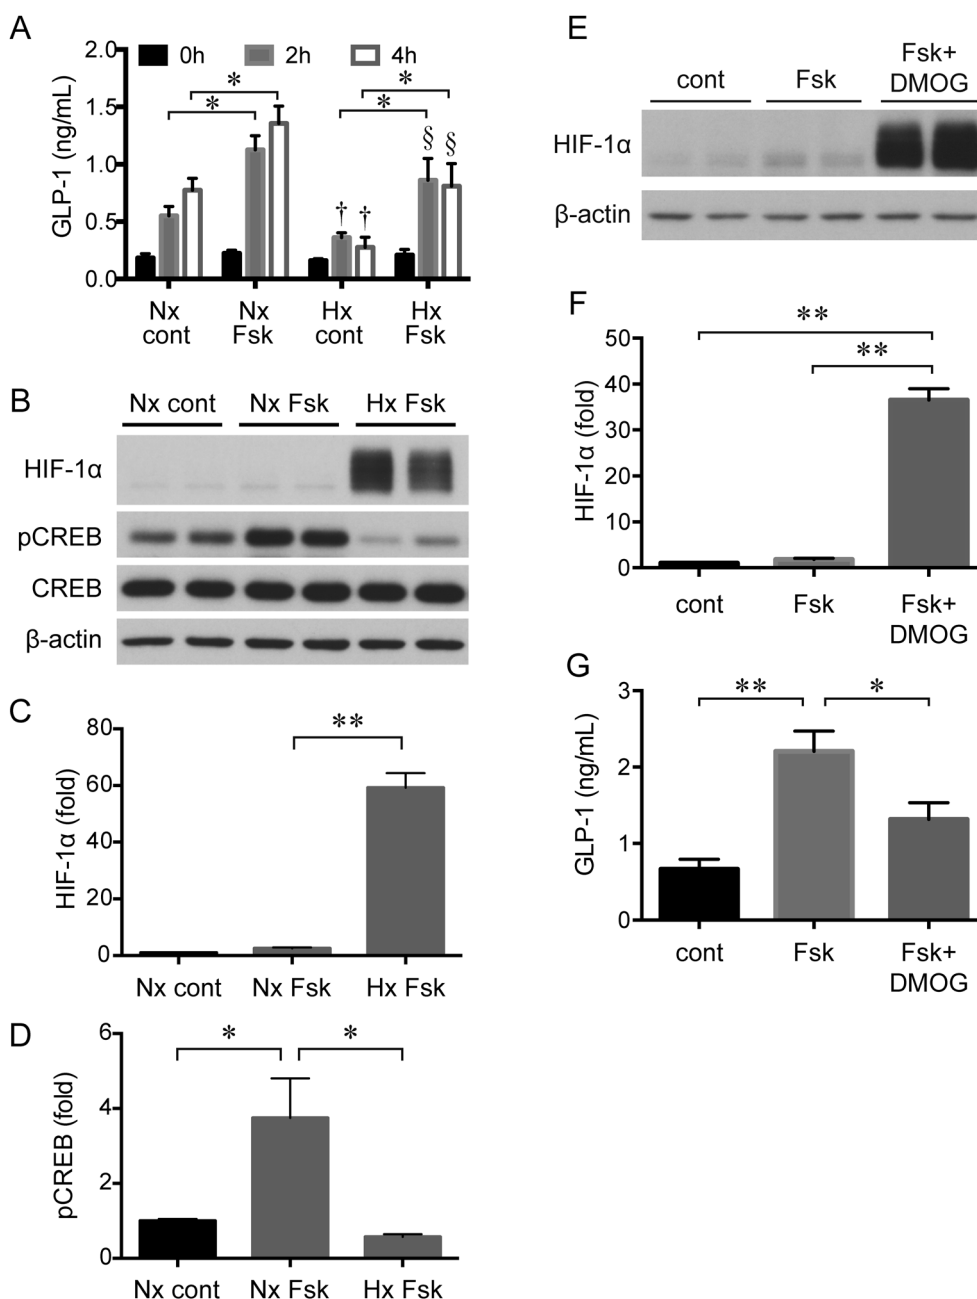 A
2.0
1.5
1.0
0.5
0.0
GLP-1 (ng/mL)
0h 2h 4h
* *
* *
§ §
† †
Nx cont
Nx Fsk
Hx cont
Hx Fsk
B
Nx cont Nx Fsk Hx Fsk
HIF-1α
pCREB
CREB
β-actin
C
80
60
40
20
0
HIF-1α (fold)
**
Nx cont Nx Fsk Hx Fsk
D
6
4
2
0
pCREB (fold)
* *
Nx cont Nx Fsk Hx Fsk
E
cont Fsk Fsk+
DMOG
HIF-1α
β-actin
F
50
40
30
20
10
0
HIF-1α (fold)
**
**
cont Fsk Fsk+
DMOG
G
3
2
1
0
GLP-1 (ng/mL)
** *
cont Fsk Fsk+
DMOG